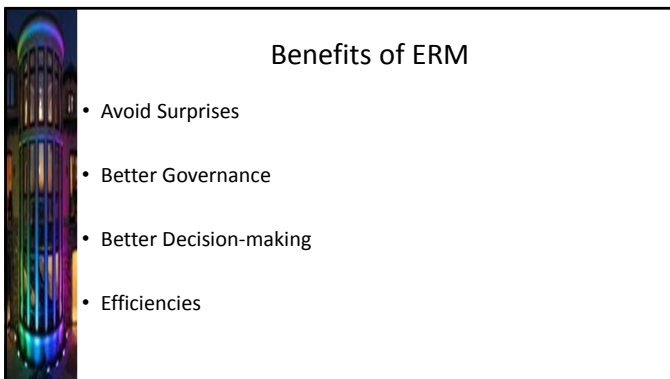 Benefits of ERM
• Avoid Surprises
• Better Governance
• Better Decision-making
• Efficiencies